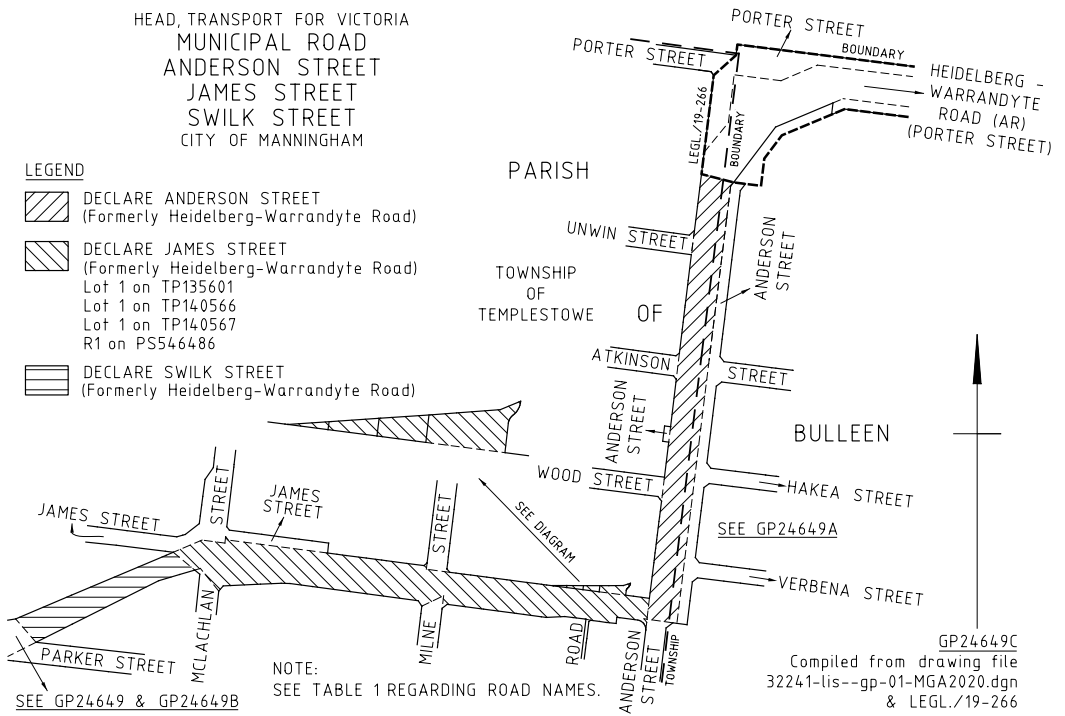 HEAD, TRANSPORT FOR VICTORIA
MUNICIPAL ROAD
ANDERSON STREET
JAMES STREET
SWILK STREET
CITY OF MANNINGHAM
LEGEND
DECLARE ANDERSON STREET
(Formerly Heidelberg-Warrandyte Road)
DECLARE JAMES STREET
(Formerly Heidelberg-Warrandyte Road)
Lot 1 on TP135601
Lot 1 on TP140566
Lot 1 on TP140567
R1 on PS546486
DECLARE SWILK STREET
(Formerly Heidelberg-Warrandyte Road)
PORTER STREET
PORTER STREET
BOUNDARY
HEIDELBERG -
WARRANDYTE
ROAD (AR)
(PORTER STREET)
LEGL./19-266
BOUNDARY
PARISH
UNWIN STREET
ANDERSON
STREET
TOWNSHIP
OF
TEMPLESTOWE
OF
ATKINSON
STREET
ANDERSON
STREET
BULLEEN
WOOD STREET
HAKEA STREET
SEE GP24649A
VERBENA STREET
JAMES STREET
STREET
JAMES
STREET
STREET
SEE DIAGRAM
MCLACHLAN
MILNE
ROAD
ANDERSON
STREET
TOWNSHIP
PARKER STREET
SEE GP24649 & GP24649B
NOTE:
SEE TABLE 1 REGARDING ROAD NAMES.
GP24649C
Compiled from drawing file
32241-lis--gp-01-MGA2020.dgn
& LEGL./19-266